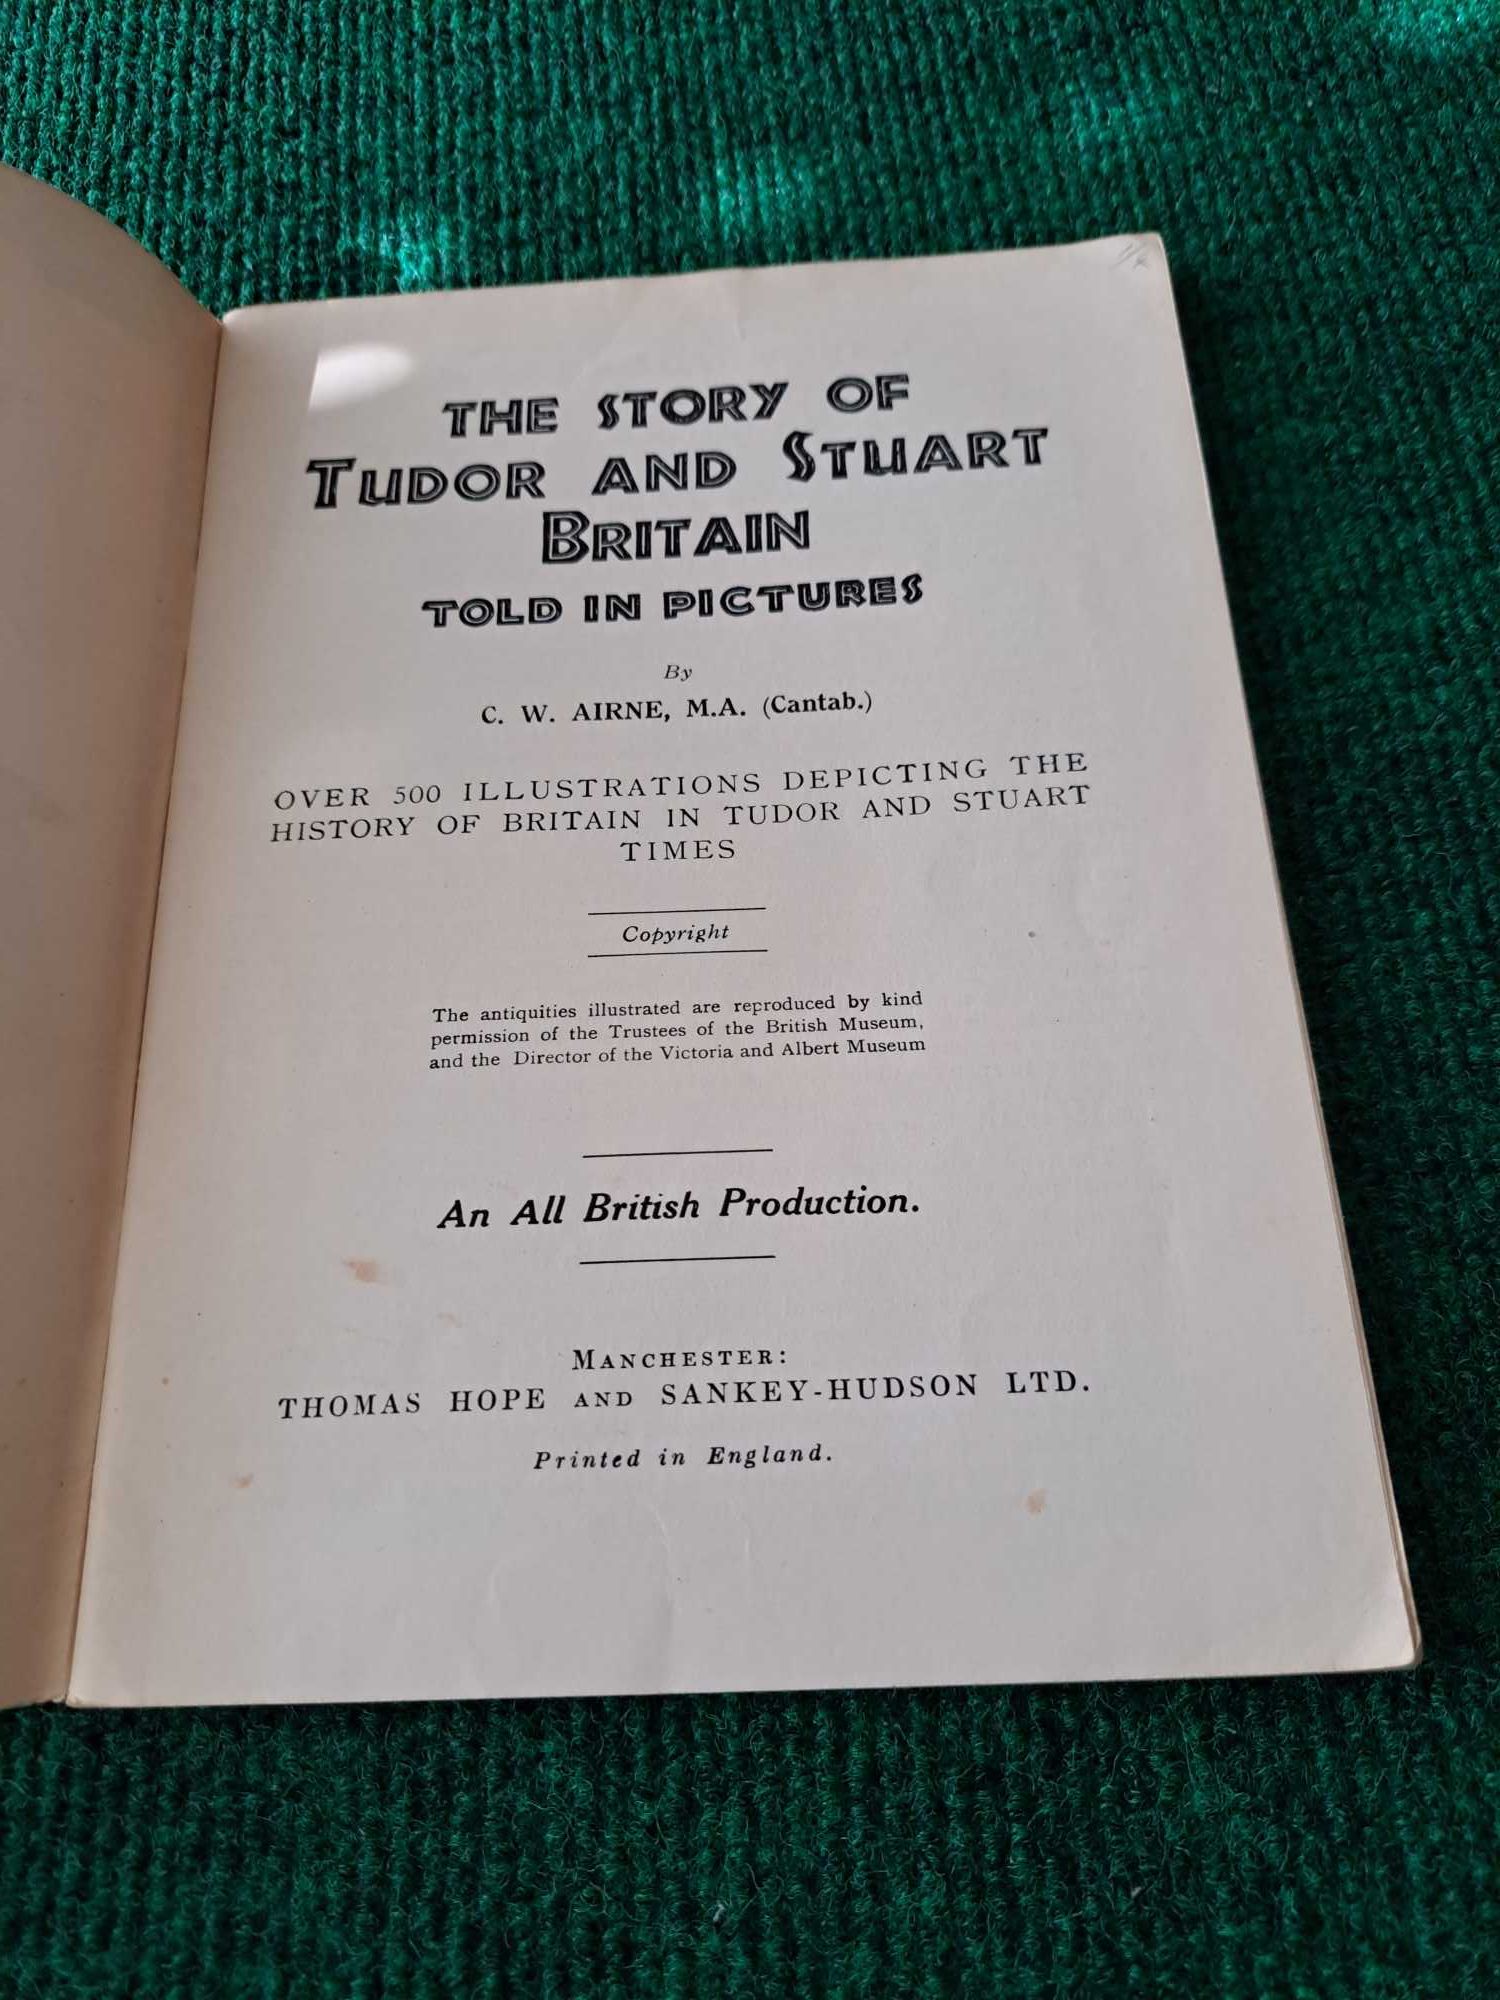 THE STORY OF
TUDOR AND STUART
BRITAIN
TOLD IN PICTURES
By
C. W. AIRNE, M.A. (Cantab.)
OVER 500 ILLUSTRATIONS DEPICTING THE
HISTORY OF BRITAIN IN TUDOR AND STUART
TIMES
Copyright
The antiquities illustrated are reproduced by kind
permission of the Trustees of the British Museum,
and the Director of the Victoria and Albert Museum
An All British Production.
MANCHESTER:
THOMAS HOPE AND SANKEY-HUDSON LTD.
Printed in England.